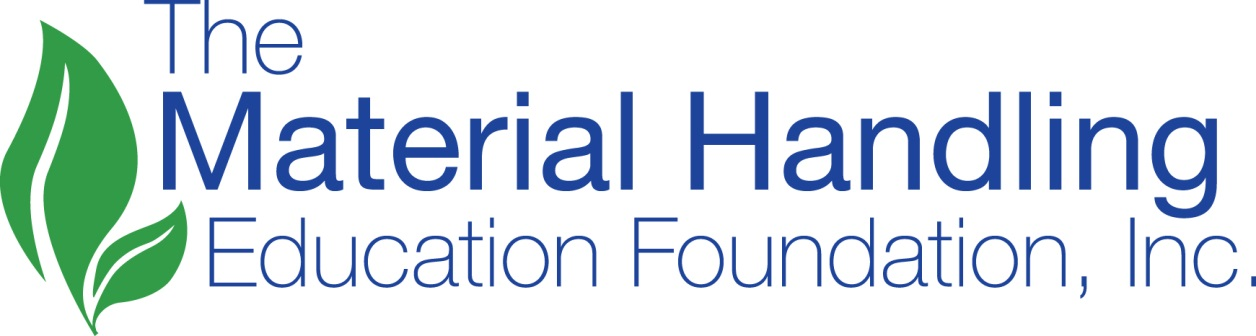 The
Material Handling
Education Foundation, Inc.